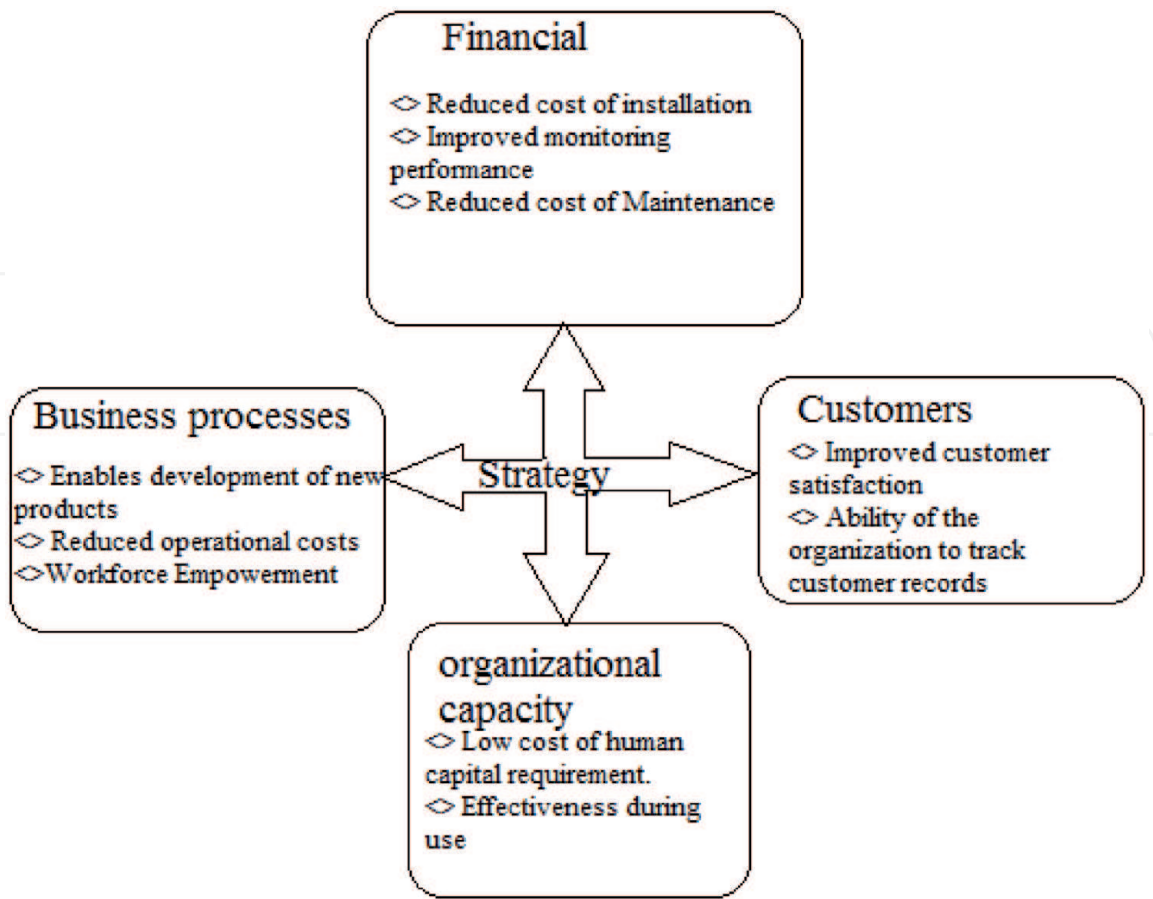 Financial
<> Reduced cost of installation
<> Improved monitoring
performance
<> Reduced cost of Maintenance
Business processes
<> Enables development of new
products
<> Reduced operational costs
<>Workforce Empowerment
Strategy
Customers
<> Improved customer
satisfaction
<> Ability of the
organization to track
customer records
organizational
capacity
<> Low cost of human
capital requirement.
<> Effectiveness during
use